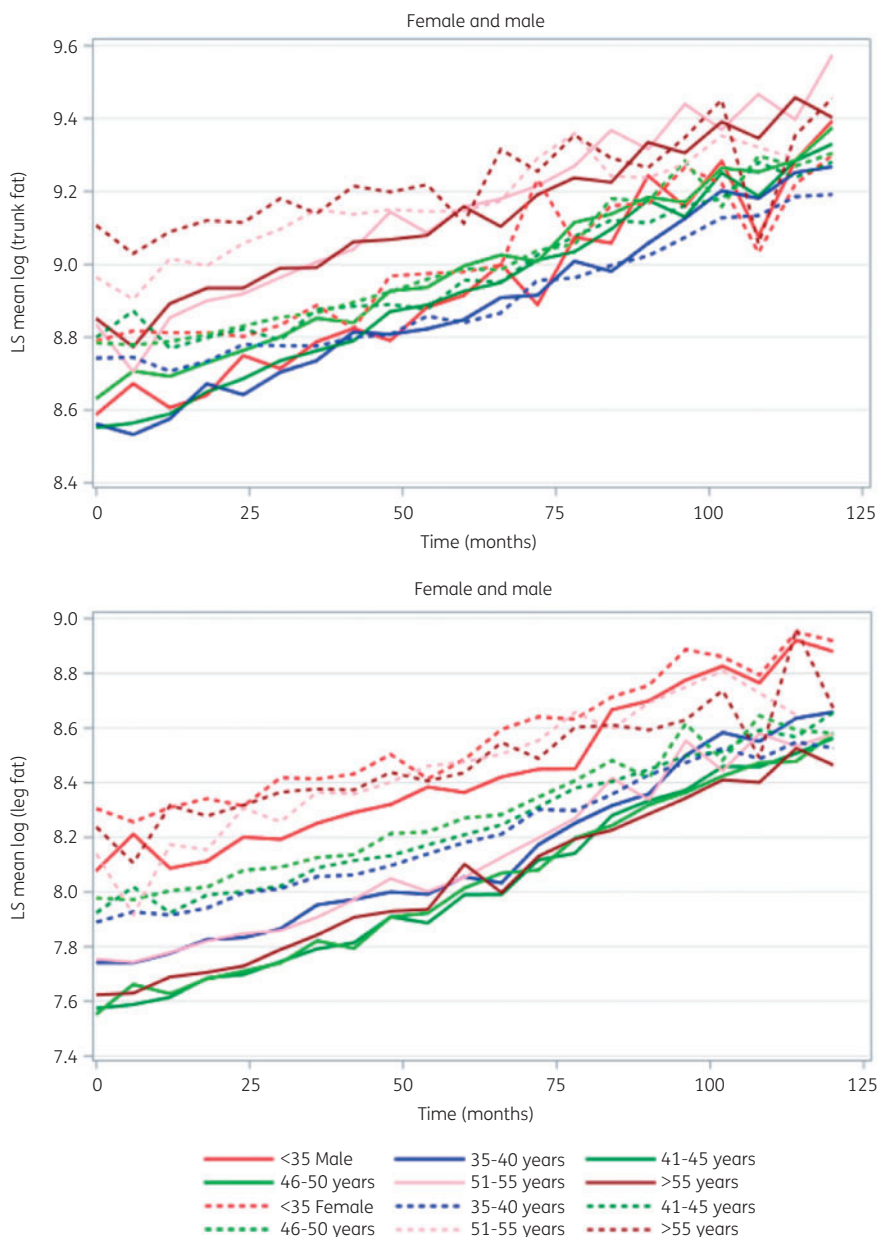 Female and male
9.6
9.4
9.2
9.0
8.8
8.6
8.4
LS mean log (trunk fat)
0 25 50 75 100 125
Time (months)
Female and male
9.0
8.8
8.6
8.4
8.2
8.0
7.8
7.6
7.4
LS mean log (leg fat)
0 25 50 75 100 125
Time (months)
<35 Male 35-40 years 41-45 years
46-50 years 51-55 years >55 years
<35 Female 35-40 years 41-45 years
46-50 years 51-55 years >55 years